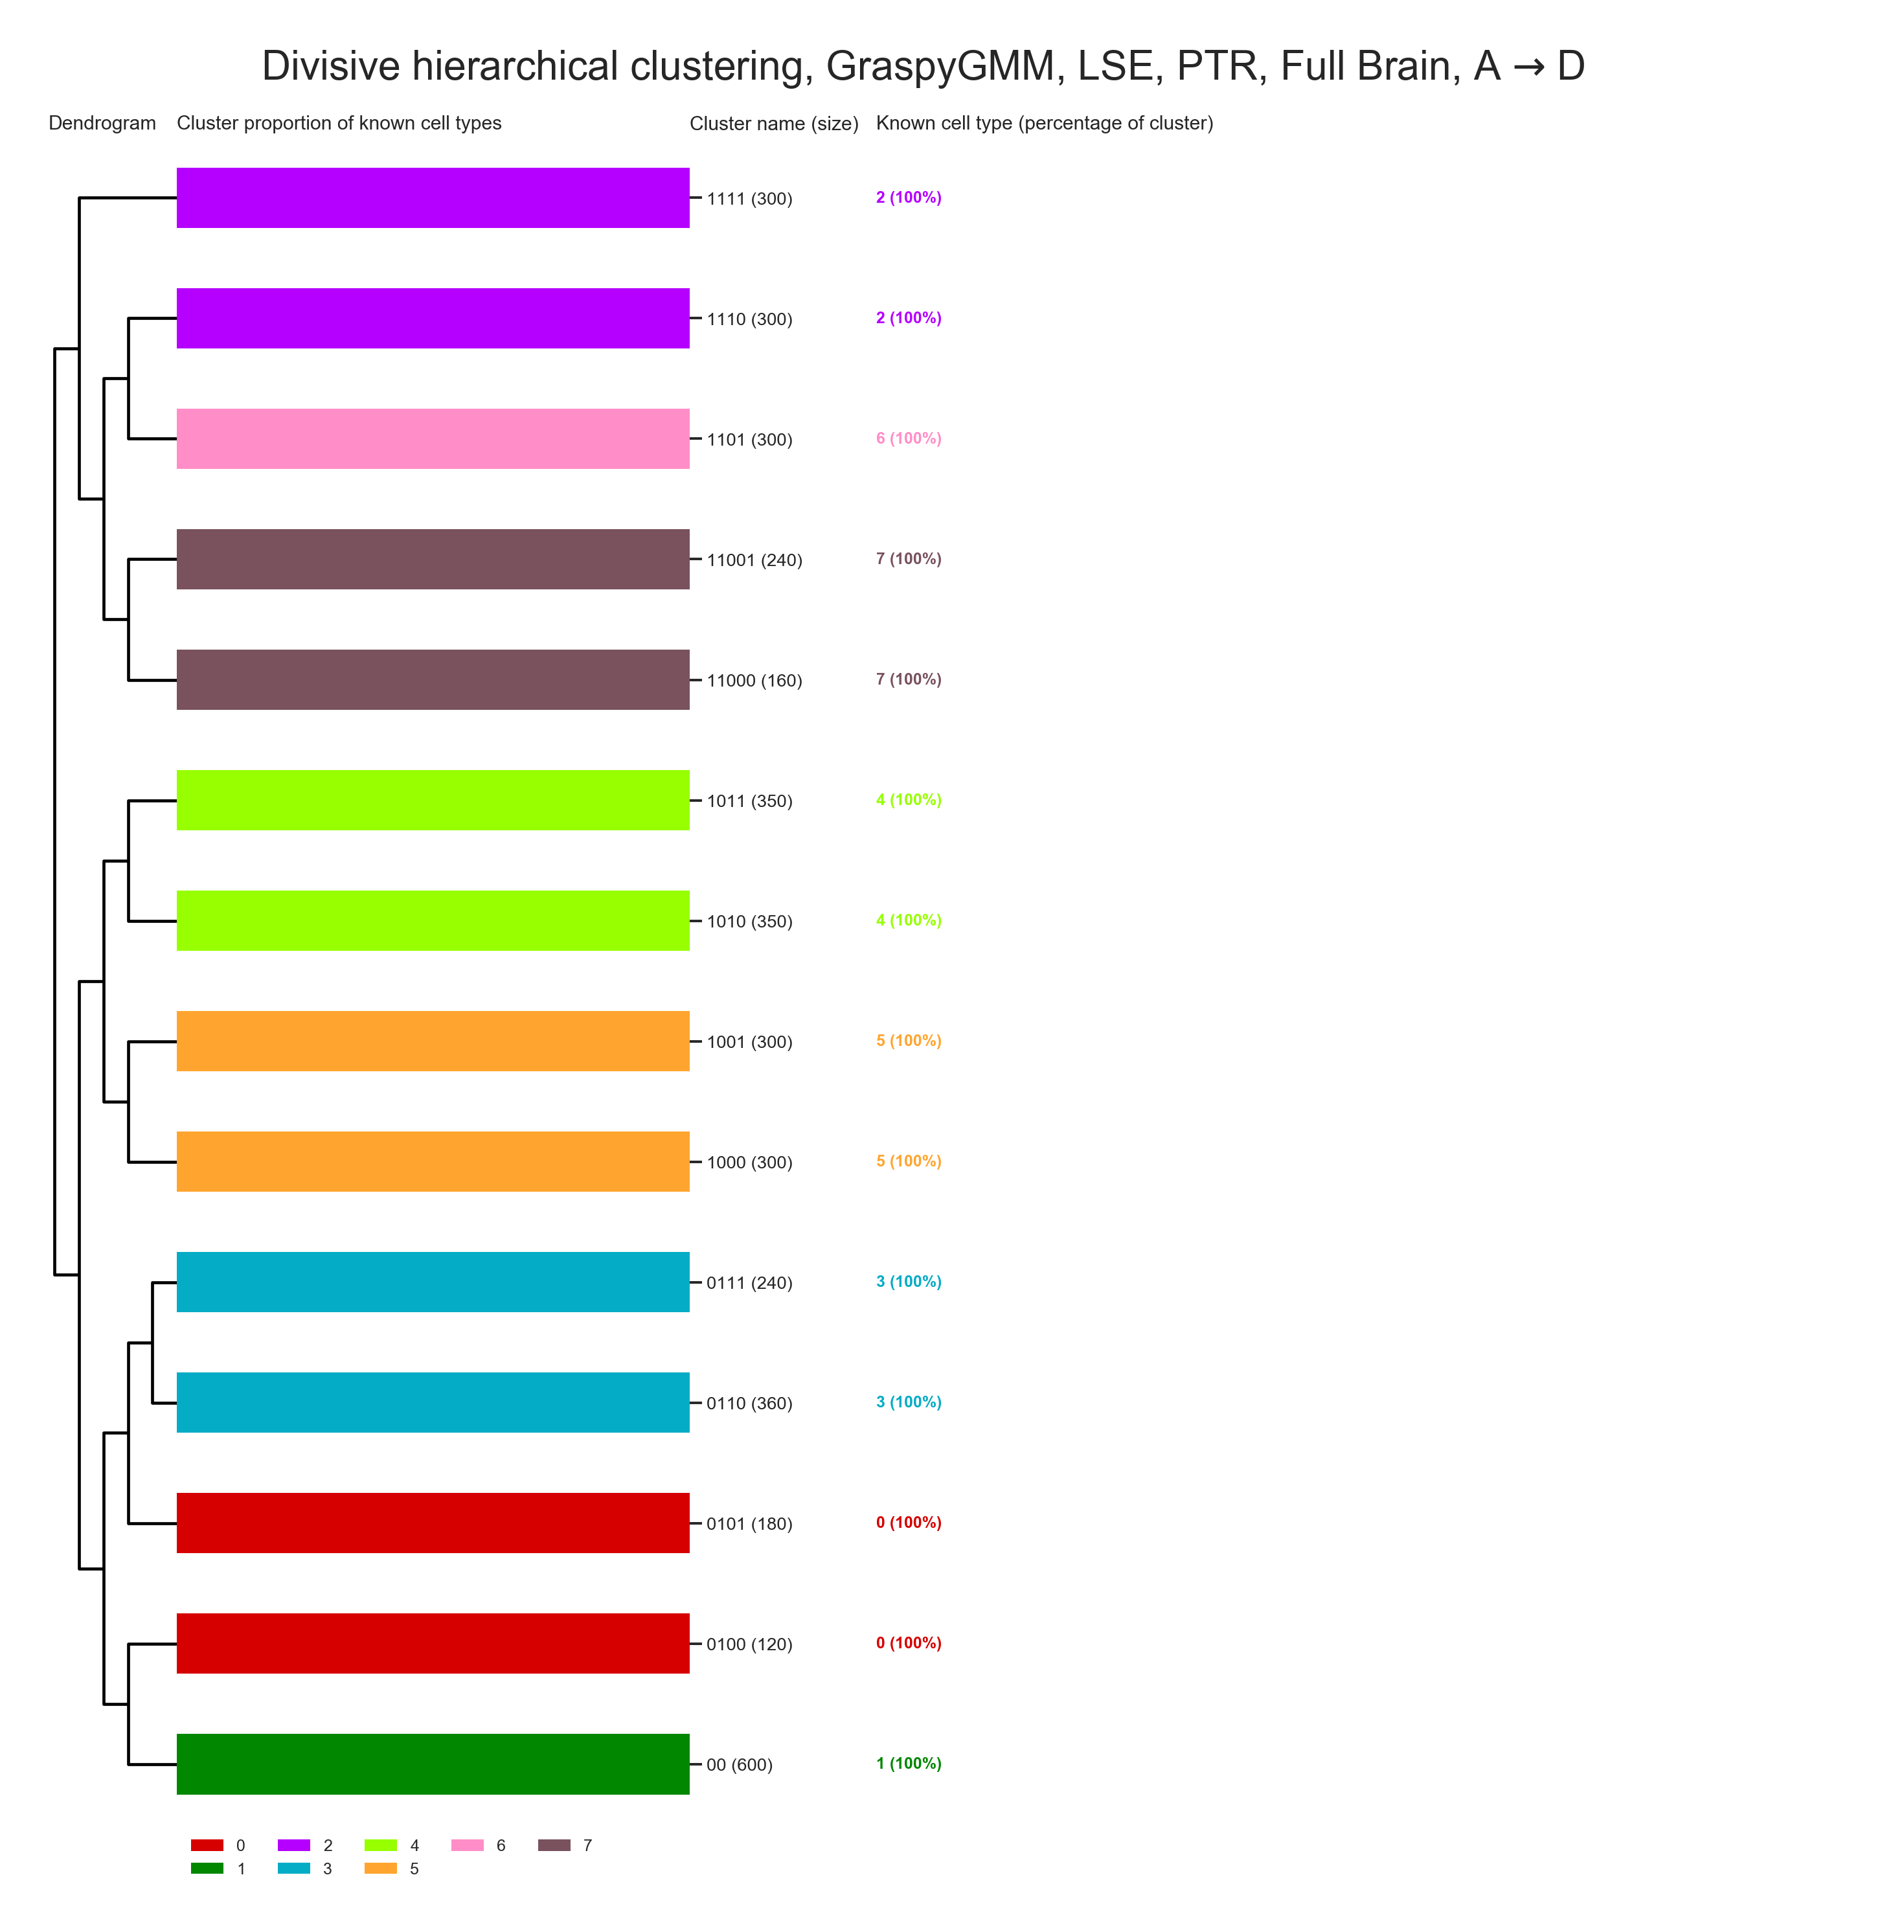 Divisive hierarchical clustering, GraspyGMM, LSE, PTR, Full Brain, A → D
Dendrogram Cluster proportion of known cell types Cluster name (size) Known cell type (percentage of cluster)
1111 (300) 2 (100%)
1110 (300) 2 (100%)
1101 (300) 6 (100%)
11001 (240) 7 (100%)
11000 (160) 7 (100%)
1011 (350) 4 (100%)
1010 (350) 4 (100%)
1001 (300) 5 (100%)
1000 (300) 5 (100%)
0111 (240) 3 (100%)
0110 (360) 3 (100%)
0101 (180) 0 (100%)
0100 (120) 0 (100%)
00 (600) 1 (100%)
0 2 4 6 7
1 3 5